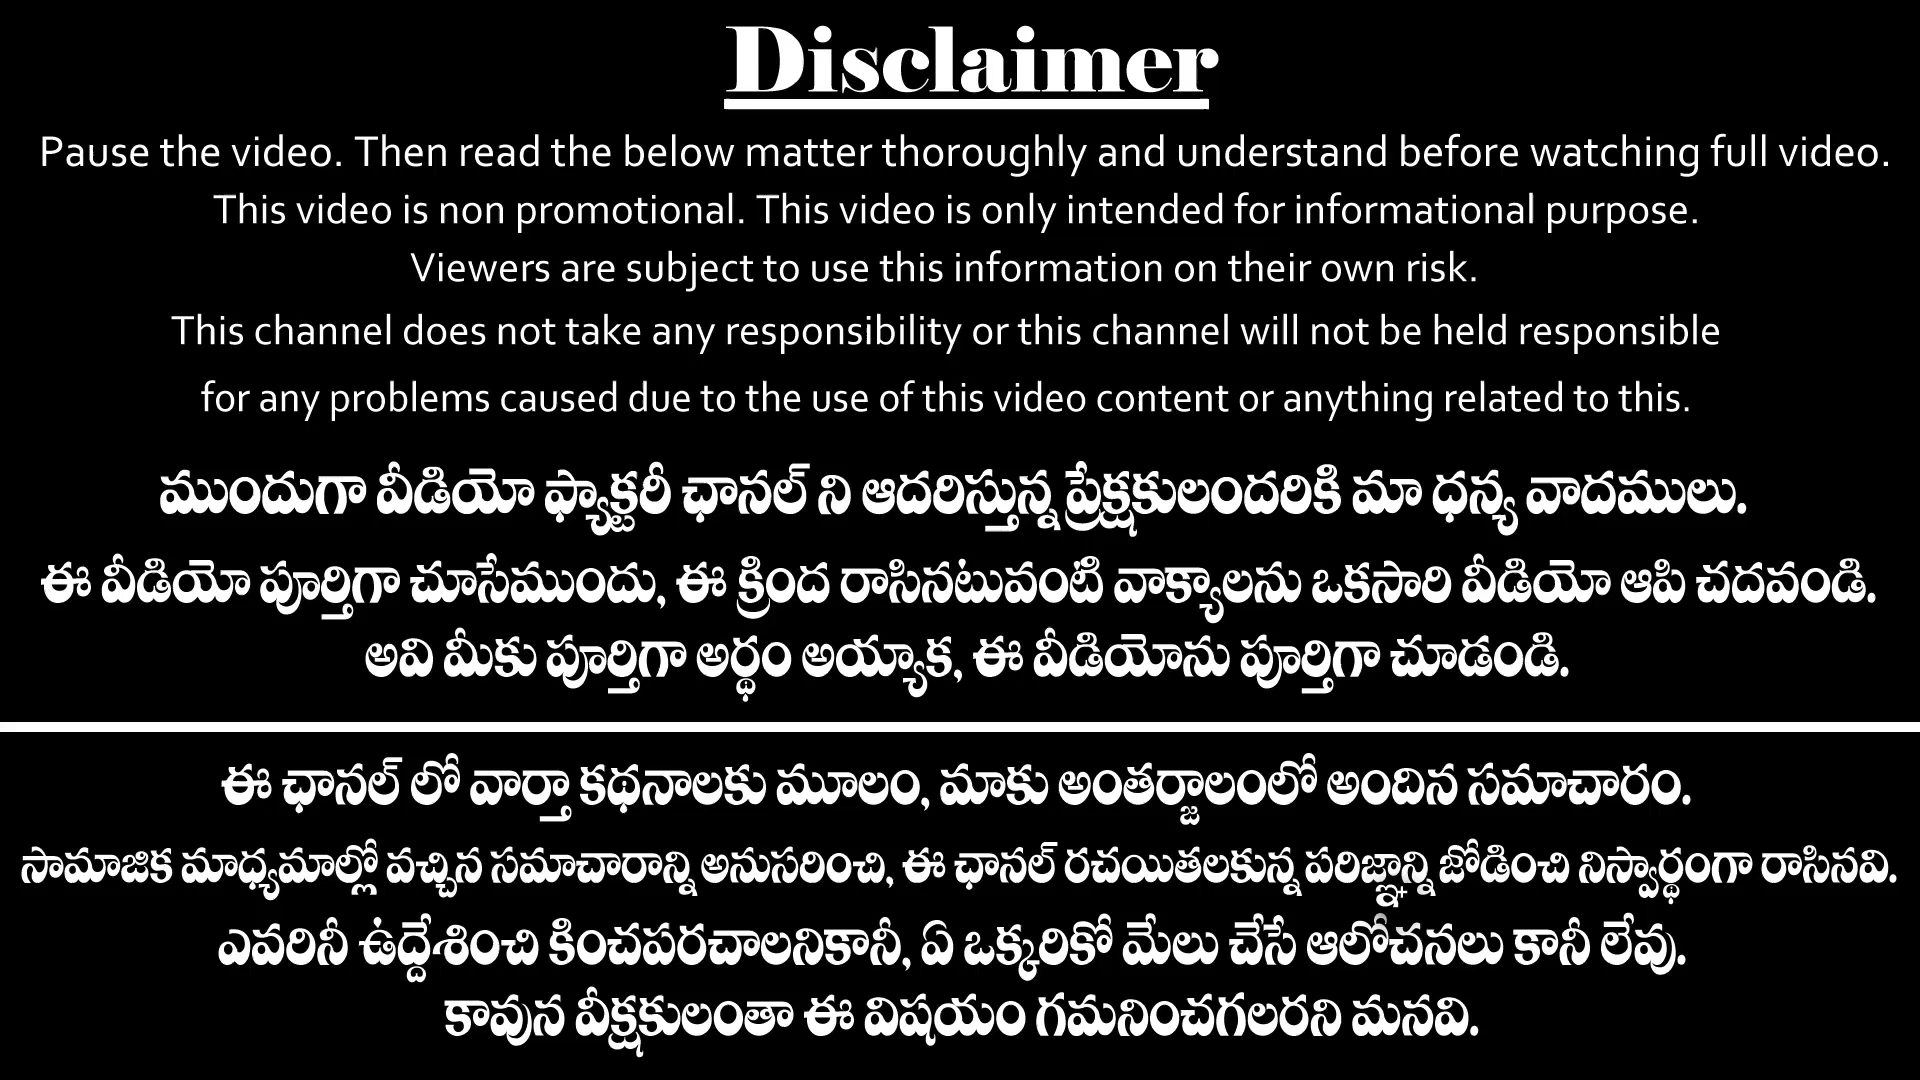 Disclaimer
Pause the video. Then read the below matter thoroughly and understand before watching full video.
This video is non promotional. This video is only intended for informational purpose.
Viewers are subject to use this information on their own risk.
This channel does not take any responsibility or this channel will not be held responsible
for any problems caused due to the use of this video content or anything related to this.
ముందుగా వీడియో ఫ్యాక్టరీ ఛానల్ ని ఆదరిస్తున్న ప్రేక్షకులందరికి మా ధన్య వాదములు.
ఈ వీడియో పూర్తిగా చూసేముందు, ఈ క్రింద రాసినటువంటి వాక్యాలను ఒకసారి వీడియో ఆపి చదవండి.
అవి మీకు పూర్తిగా అర్థం అయ్యాక, ఈ వీడియోను పూర్తిగా చూడండి.
ఈ ఛానల్ లో వార్తా కథనాలకు మూలం, మాకు అంతర్జాలంలో అందిన సమాచారం.
సామాజిక మాధ్యమాల్లో వచ్చిన సమాచారాన్ని అనుసరించి, ఈ ఛానల్ రచయితలకున్న పరిజ్ఞాన్ని జోడించి నిస్వార్థంగా రాసినవి.
ఎవరినీ ఉద్దేశించి కించపరచాలనికానీ, ఏ ఒక్కరికో మేలు చేసే ఆలోచనలు కానీ లేవు.
కావున వీక్షకులంతా ఈ విషయం గమనించగలరని మనవి.